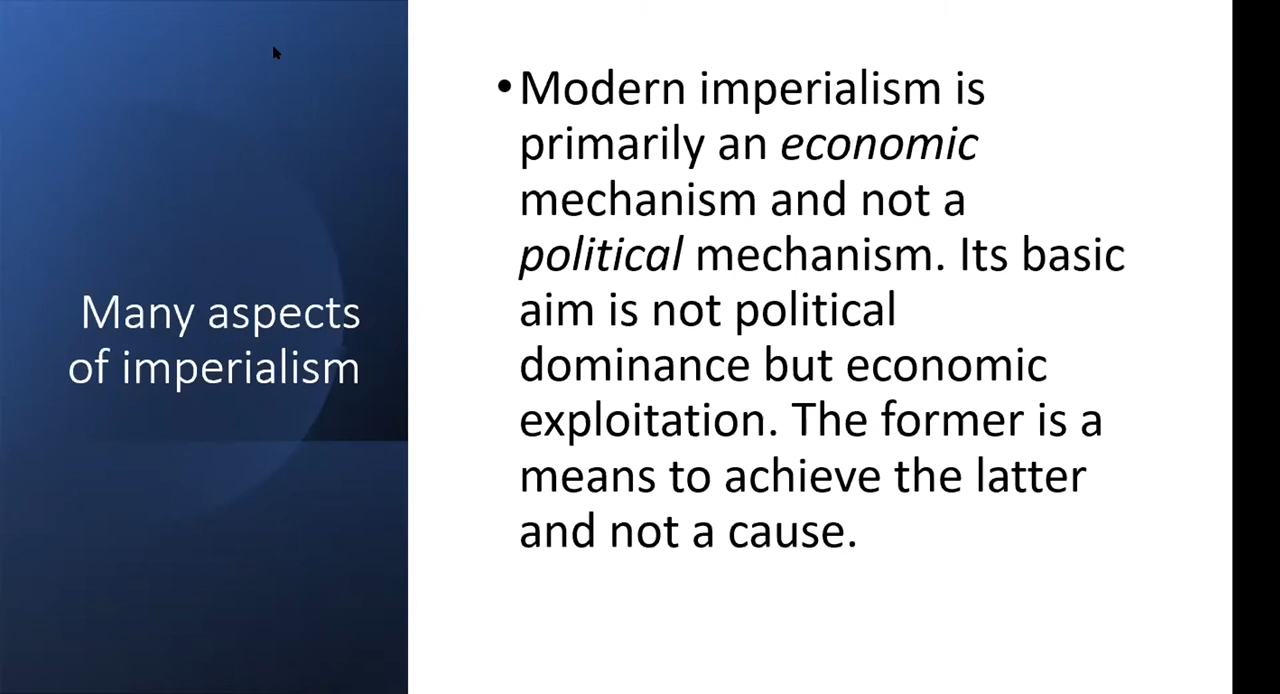 Many aspects
of imperialism
•Modern imperialism is
primarily an economic
mechanism and not a
political mechanism. Its basic
aim is not political
dominance but economic
exploitation. The former is a
means to achieve the latter
and not a cause.